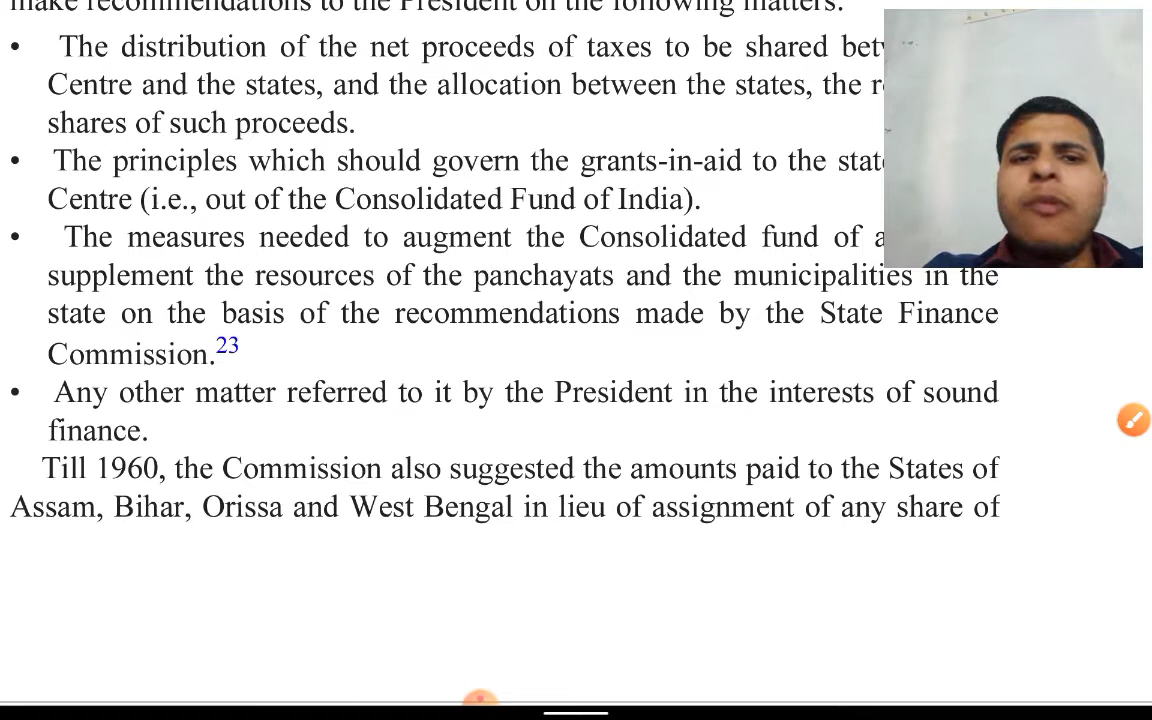 make recommendations to the President on the following matters:
• The distribution of the net proceeds of taxes to be shared
Centre and the states, and the allocation between the states, the
shares of such proceeds.
• The principles which should govern the grants-in-aid to the
Centre (i.e., out of the Consolidated Fund of India).
• The measures needed to augment the Consolidated fund of a
supplement the resources of the panchayats and the municipalities in the
state on the basis of the recommendations made by the State Finance
Commission.23
• Any other matter referred to it by the President in the interests of sound
finance.
Till 1960, the Commission also suggested the amounts paid to the States of
Assam, Bihar, Orissa and West Bengal in lieu of assignment of any share of